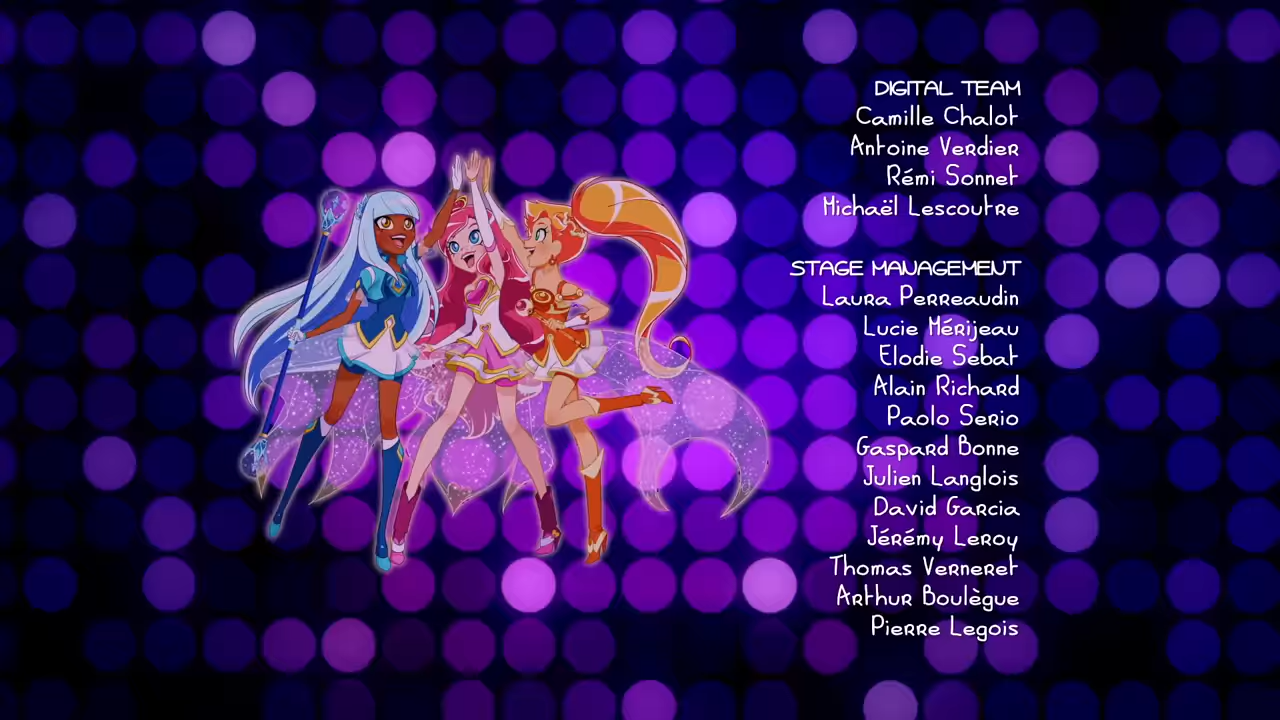 DIGITAL TEAM
Camille Chalot
Antoine Verdier
Rémi Sonnet
Michaël Lescoutre
STAGE MANAGEMENT
Laura Perreaudin
Lucie Mérijeau
Elodie Sebat
Alain Richard
Paolo Serio
Gaspard Bonne
Julien Langlois
David Garcia
Jérémy Leroy
Thomas Verneret
Arthur Boulègue
Pierre Legois